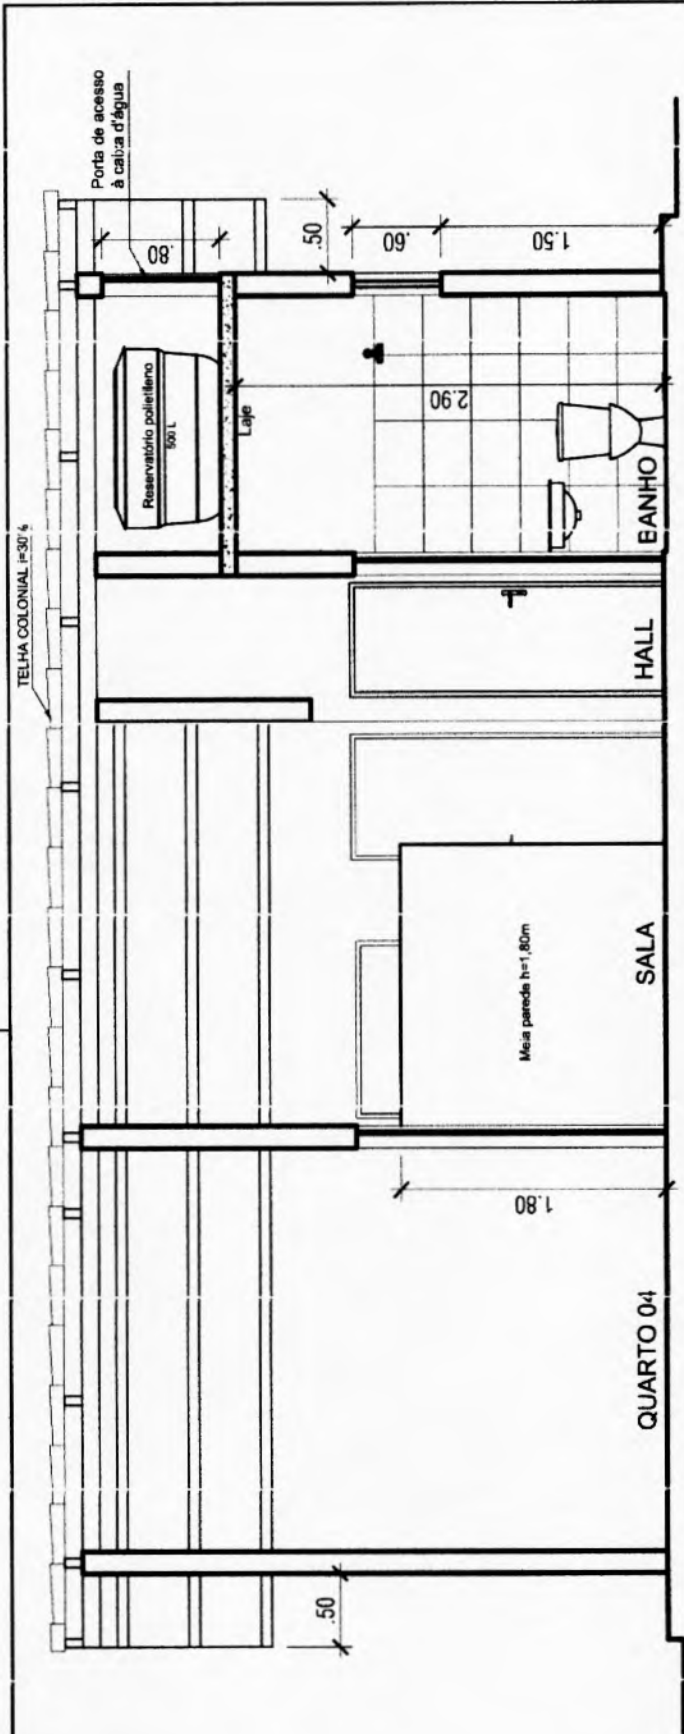 TELHA COLONIAL i=30%
Porta de acesso
à caixa d'água
Reservatório polietileno
500 L
.80
Laje
.50
.60
1.50
2.90
Meia parede h=1,80m
1.80
.50
QUARTO 04
SALA
HALL
BANHO